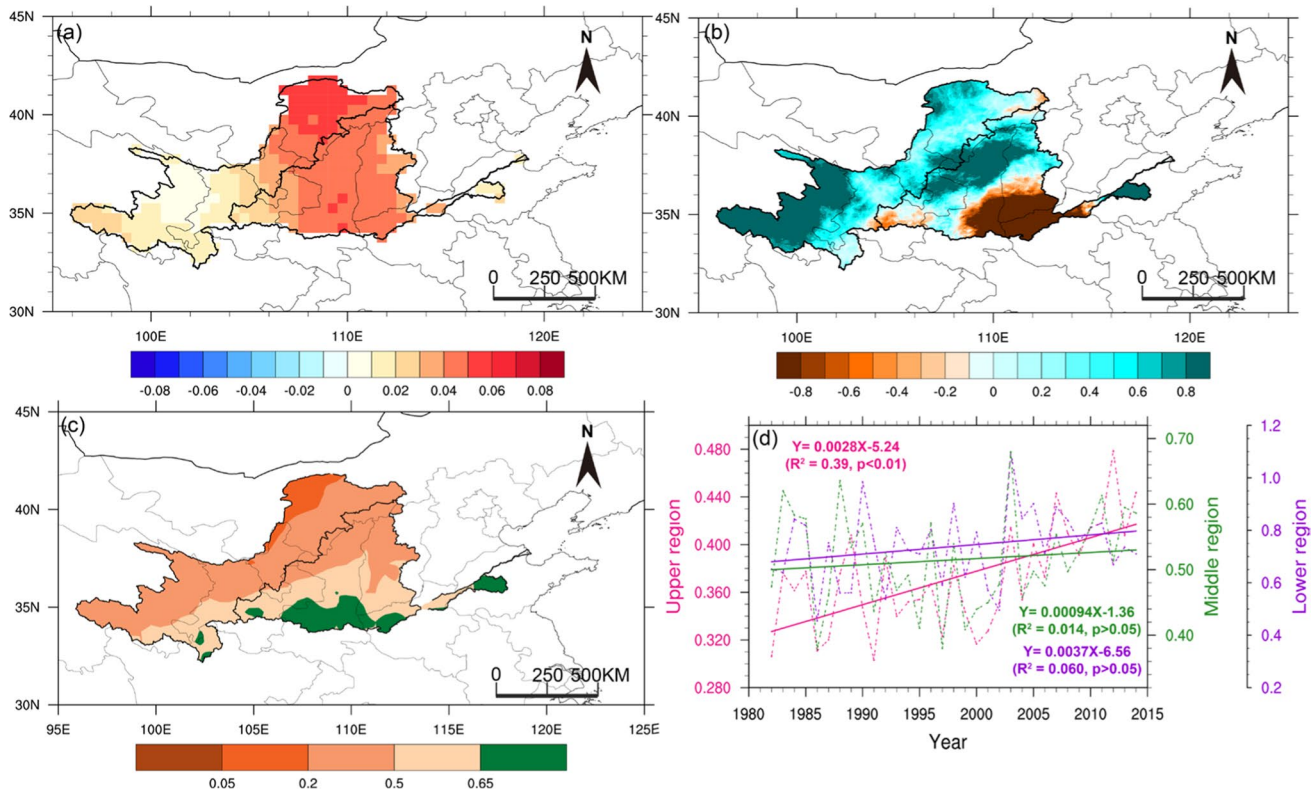 (a)
N
45N
40N
35N
30N
0 250 500KM
100E 110E 120E
-0.08 -0.06 -0.04 -0.02 0 0.02 0.04 0.06 0.08
(b)
N
45N
40N
35N
30N
0 250 500KM
100E 110E 120E
-0.8 -0.6 -0.4 -0.2 0 0.2 0.4 0.6 0.8
(c)
N
45N
40N
35N
30N
0 250 500KM
95E 100E 105E 110E 115E 120E 125E
0.05 0.2 0.5 0.65
(d)
Y= 0.0028X-5.24
(R² = 0.39, p<0.01)
Y= 0.00094X-1.36
(R² = 0.014, p>0.05)
Y= 0.0037X-6.56
(R² = 0.060, p>0.05)
Upper region
0.480
0.440
0.400
0.360
0.320
0.280
Middle region
0.70
0.60
0.50
0.40
Lower region
1.2
1.0
0.8
0.6
0.4
0.2
1980 1985 1990 1995 2000 2005 2010 2015
Year